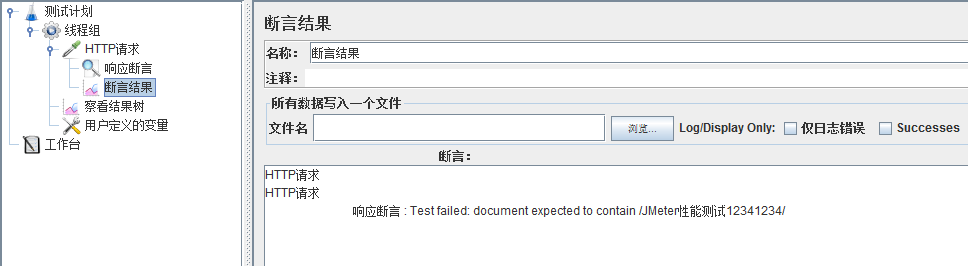 测试计划
线程组
HTTP请求
响应断言
断言结果
察看结果树
用户定义的变量
工作台
断言结果
名称： 断言结果
注释：
所有数据写入一个文件
文件名 浏览... Log/Display Only: 仅日志错误 Successes
断言：
HTTP请求
HTTP请求
响应断言 : Test failed: document expected to contain /JMeter性能测试12341234/